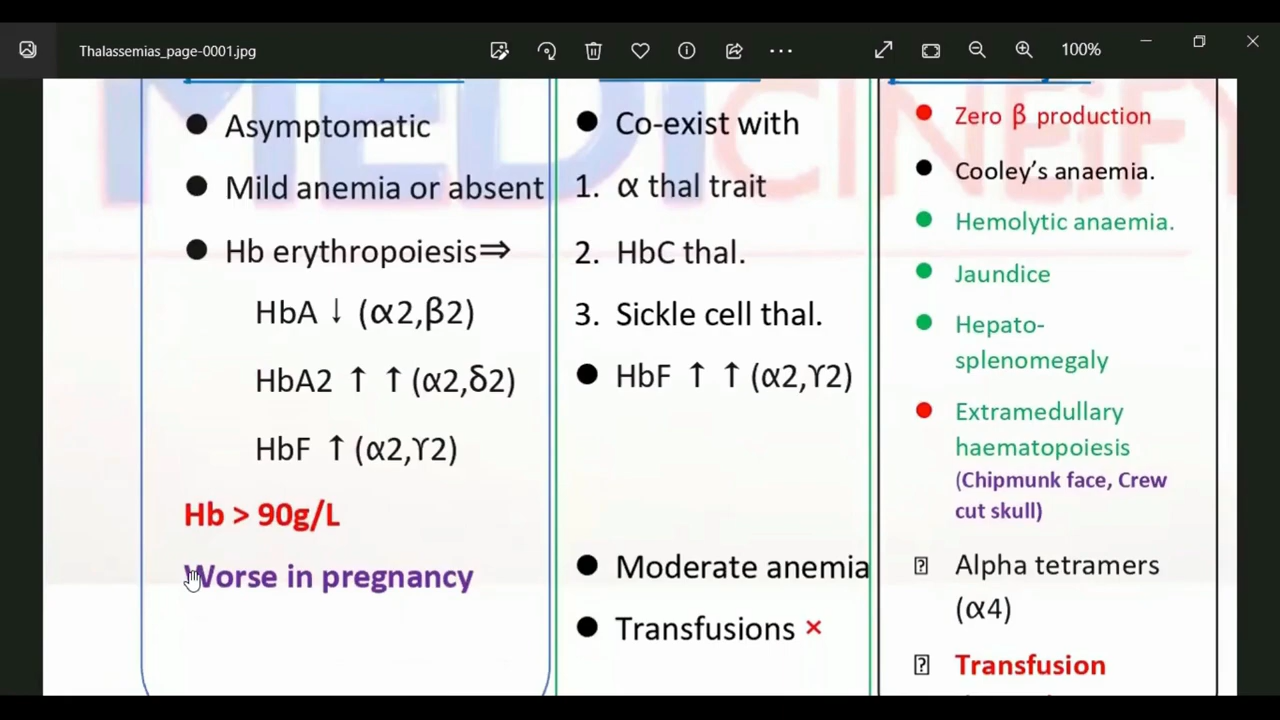 Thalassemias_page-0001.jpg
100%
MEDICINEIFY
Asymptomatic
Mild anemia or absent
Hb erythropoiesis⇒
HbA ↓ (α2,β2)
HbA2 ↑ ↑ (α2,δ2)
HbF ↑ (α2,ϒ2)
Hb > 90g/L
Worse in pregnancy
Co-exist with
1. α thal trait
2. HbC thal.
3. Sickle cell thal.
HbF ↑ ↑ (α2,ϒ2)
Moderate anemia
Transfusions ×
Zero β production
Cooley’s anaemia.
Hemolytic anaemia.
Jaundice
Hepato-
splenomegaly
Extramedullary
haematopoiesis
(Chipmunk face, Crew
cut skull)
Alpha tetramers
(α4)
Transfusion